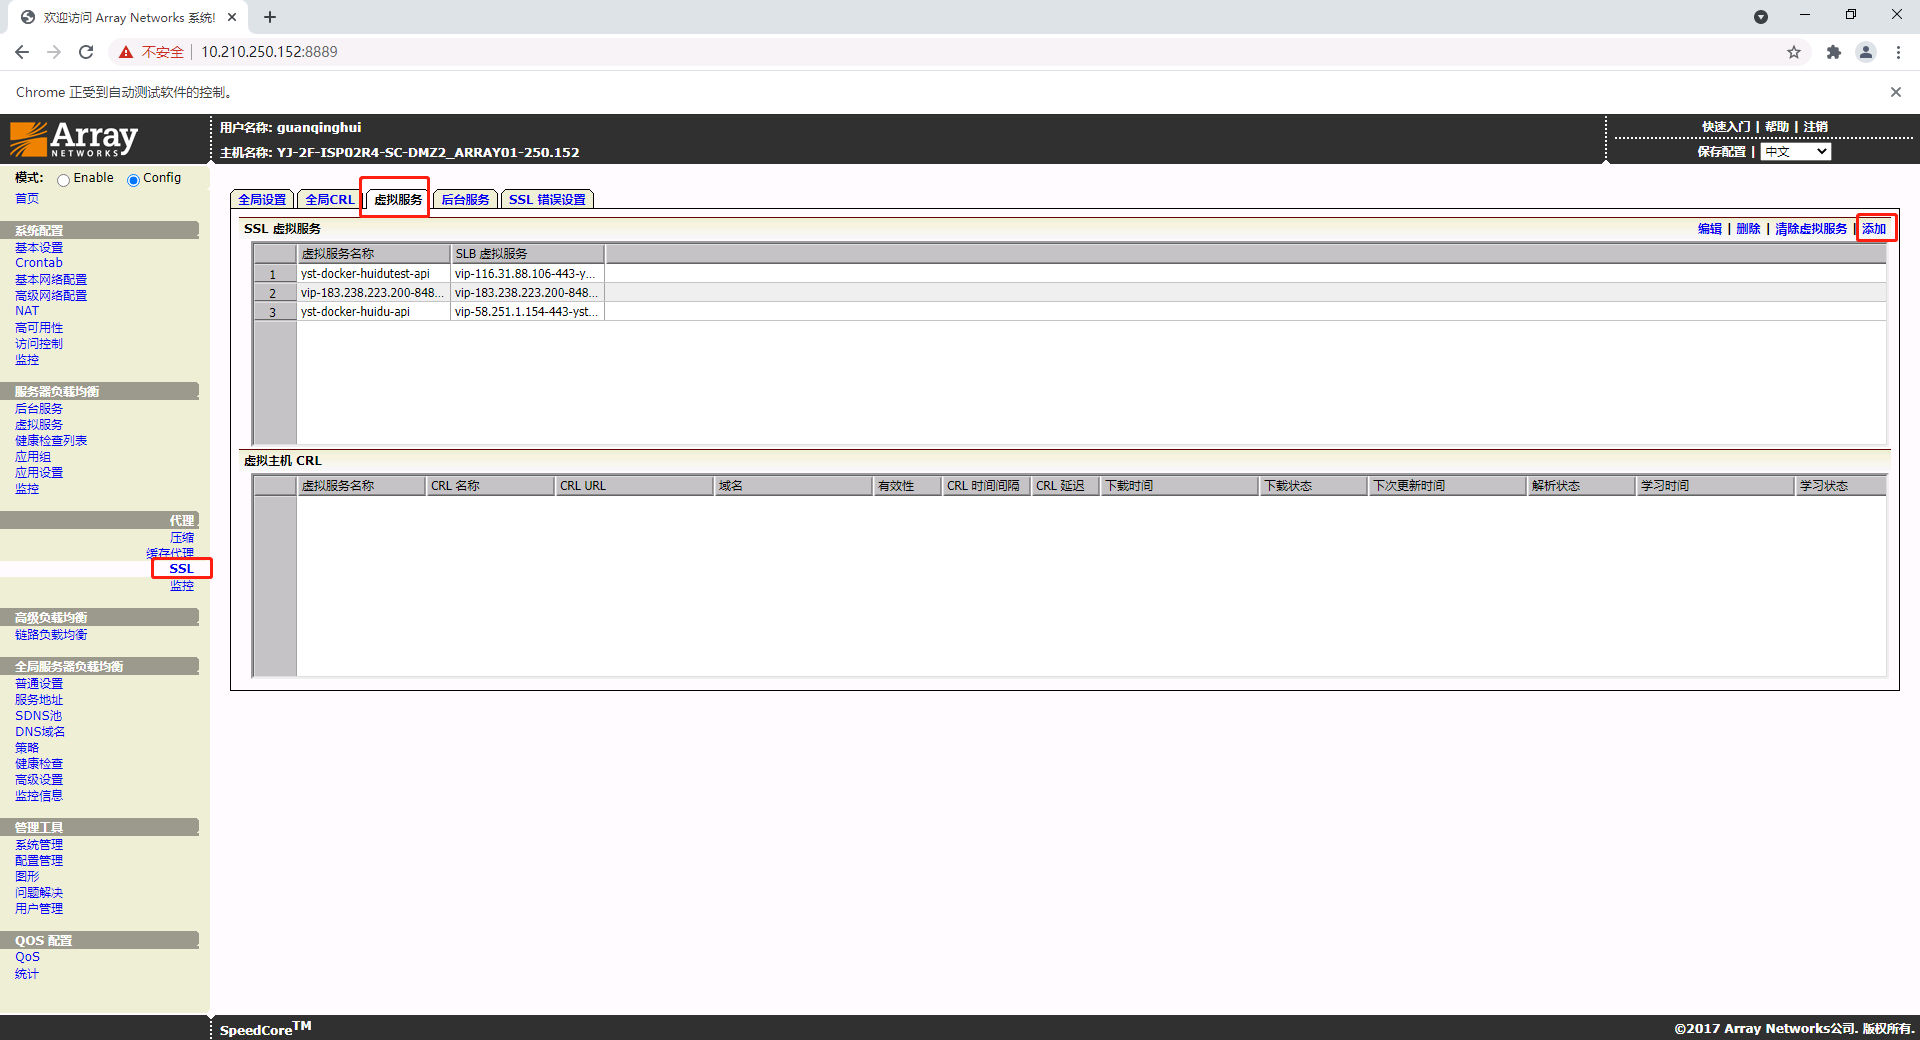 欢迎访问 Array Networks 系统!
不安全 10.210.250.152:8889
Chrome 正受到自动测试软件的控制。
Array NETWORKS
用户名称: guanqinghui
主机名称: YJ-2F-ISP02R4-SC-DMZ2_ARRAY01-250.152
快速入门 | 帮助 | 注销
保存配置 | 中文
模式: Enable Config
首页
系统配置
基本设置
Crontab
基本网络配置
高级网络配置
NAT
高可用性
访问控制
监控
服务器负载均衡
后台服务
虚拟服务
健康检查列表
应用组
应用设置
监控
代理
压缩
缓存代理
SSL
监控
高级负载均衡
链路负载均衡
全局服务器负载均衡
普通设置
服务地址
SDNS池
DNS域名
策略
健康检查
高级设置
监控信息
管理工具
系统管理
配置管理
图形
问题解决
用户管理
QOS 配置
QoS
统计
全局设置 全局CRL 虚拟服务 后台服务 SSL 错误设置
SSL 虚拟服务 编辑 | 删除 | 清除虚拟服务 | 添加
虚拟服务名称 SLB 虚拟服务
1 yst-docker-huidutest-api vip-116.31.88.106-443-y...
2 vip-183.238.223.200-848... vip-183.238.223.200-848...
3 yst-docker-huidu-api vip-58.251.1.154-443-yst...
虚拟主机 CRL
虚拟服务名称 CRL 名称 CRL URL 域名 有效性 CRL 时间间隔 CRL 延迟 下载时间 下载状态 下次更新时间 解析状态 学习时间 学习状态
SpeedCore™
©2017 Array Networks公司. 版权所有.